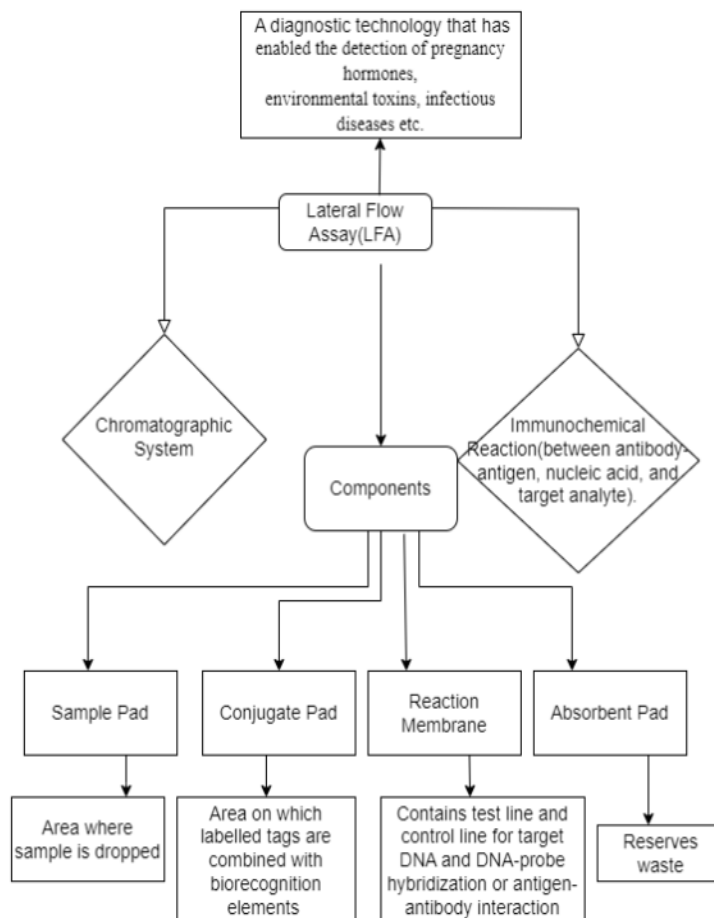 A diagnostic technology that has
enabled the detection of pregnancy
hormones,
environmental toxins, infectious
diseases etc.
Lateral Flow
Assay(LFA)
Chromatographic
System
Immunochemical
Reaction(between antibody-
antigen, nucleic acid, and
target analyte).
Components
Sample Pad
Conjugate Pad
Reaction
Membrane
Absorbent Pad
Area where
sample is dropped
Area on which
labelled tags are
combined with
biorecognition
elements
Contains test line and
control line for target
DNA and DNA-probe
hybridization or antigen-
antibody interaction
Reserves
waste